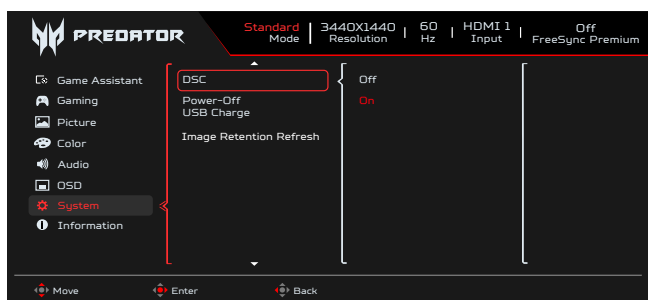 PREDATOR
Standard Mode
3440X1440 Resolution
60 Hz
HDMI 1 Input
Off FreeSync Premium
Game Assistant
Gaming
Picture
Color
Audio
OSD
System
Information
DSC
Power-Off
USB Charge
Image Retention Refresh
Off
On
Move
Enter
Back